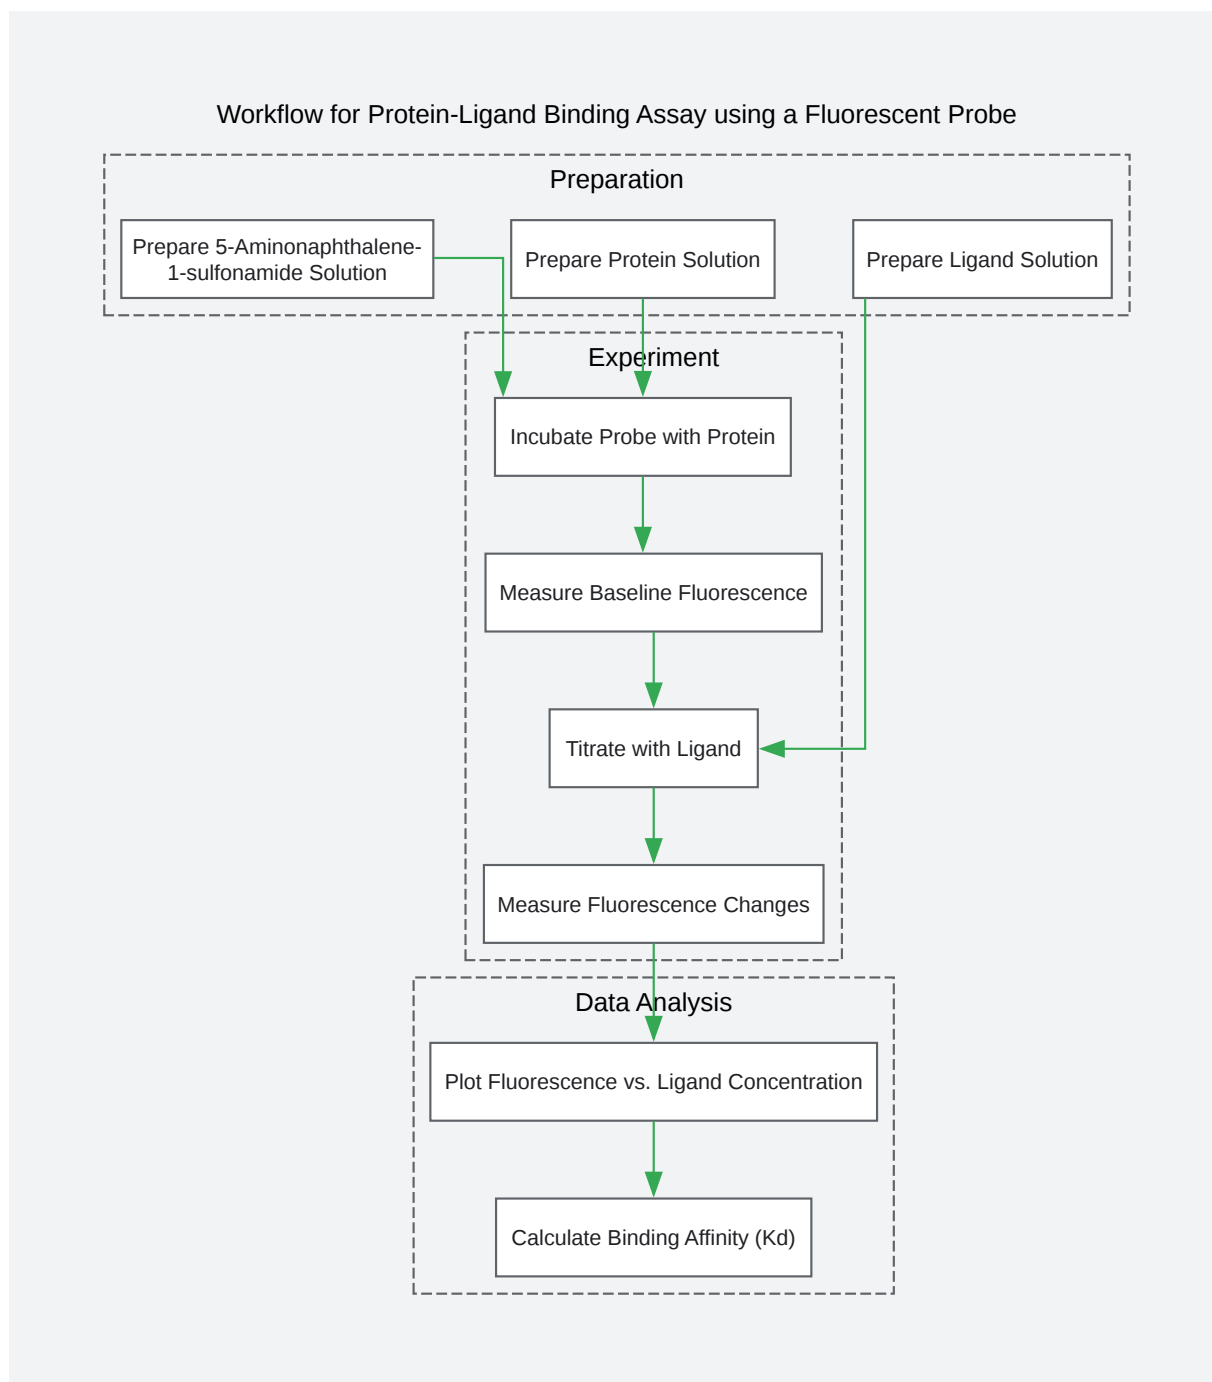 Workflow for Protein-Ligand Binding Assay using a Fluorescent Probe
Preparation
Prepare 5-Aminonaphthalene-
1-sulfonamide Solution
Prepare Protein Solution
Prepare Ligand Solution
Experiment
Incubate Probe with Protein
Measure Baseline Fluorescence
Titrate with Ligand
Measure Fluorescence Changes
Data Analysis
Plot Fluorescence vs. Ligand Concentration
Calculate Binding Affinity (Kd)